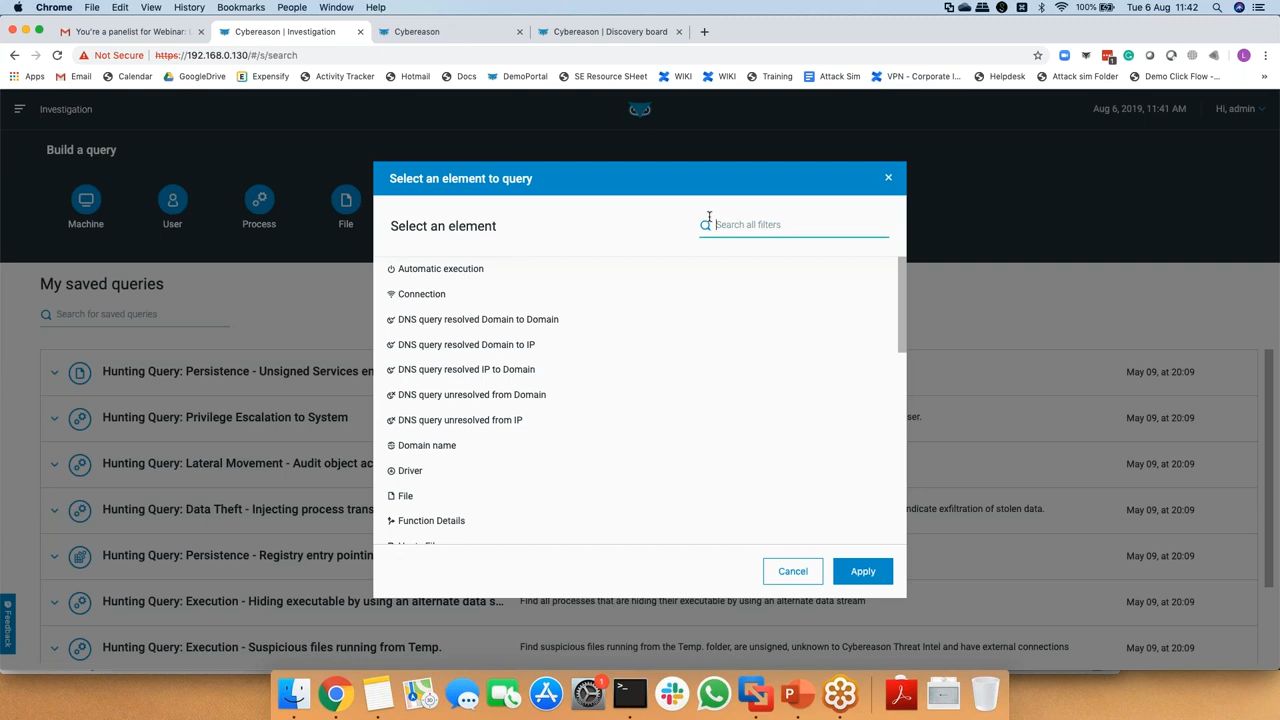 Chrome File Edit View History Bookmarks People Window Help 100% Tue 6 Aug 11:42
You're a panelist for Webinar: Cybereason | Investigation Cybereason Cybereason | Discovery board
Not Secure https://192.168.0.130/#/s/search
Apps Email Calendar GoogleDrive Expensify Activity Tracker Hotmail Docs DemoPortal SE Resource SHeet WIKI WIKI Training Attack Sim VPN - Corporate I... Helpdesk Attack sim Folder Demo Click Flow -...
Investigation Aug 6, 2019, 11:41 AM Hi, admin
Build a query
Machine User Process File
Select an element to query
Select an element Search all filters
Automatic execution
Connection
DNS query resolved Domain to Domain
DNS query resolved Domain to IP
DNS query resolved IP to Domain
DNS query unresolved from Domain
DNS query unresolved from IP
Domain name
Driver
File
Function Details
Cancel Apply
My saved queries
Search for saved queries
Hunting Query: Persistence - Unsigned Services en May 09, at 20:09
Hunting Query: Privilege Escalation to System ser. May 09, at 20:09
Hunting Query: Lateral Movement - Audit object ac May 09, at 20:09
Hunting Query: Data Theft - Injecting process trans ndicate exfiltration of stolen data. May 09, at 20:09
Hunting Query: Persistence - Registry entry pointin May 09, at 20:09
Hunting Query: Execution - Hiding executable by using an alternate data s... Find all processes that are hiding their executable by using an alternate data stream May 09, at 20:09
Hunting Query: Execution - Suspicious files running from Temp. Find suspicious files running from the Temp. folder, are unsigned, unknown to Cybereason Threat Intel and have external connections May 09, at 20:09
Feedback